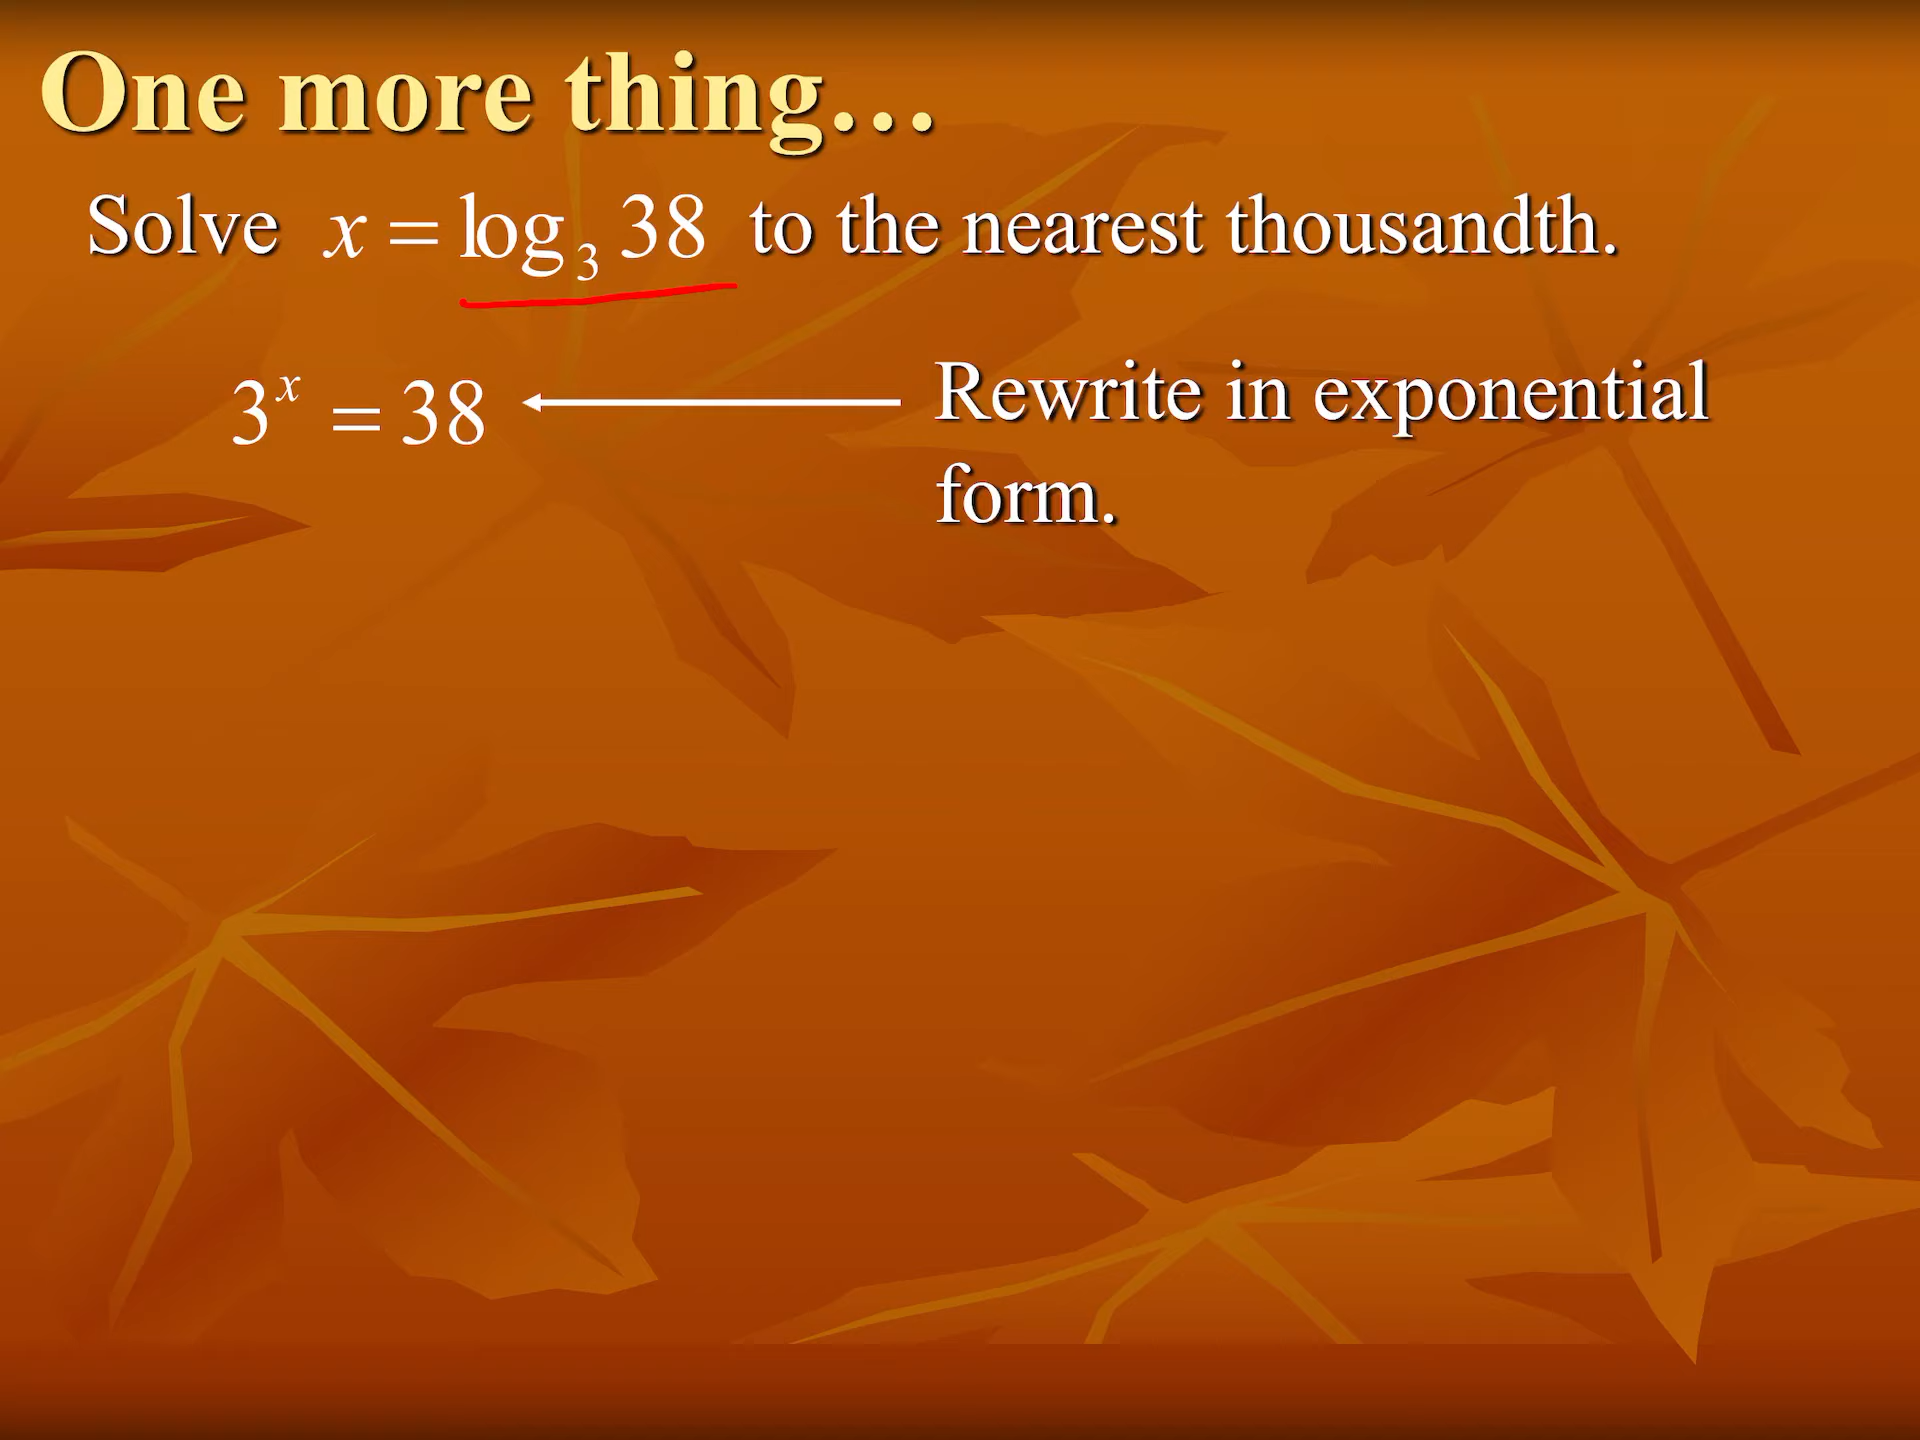 One more thing…
Solve x = log₃ 38 to the nearest thousandth.
3ˣ = 38
Rewrite in exponential
form.